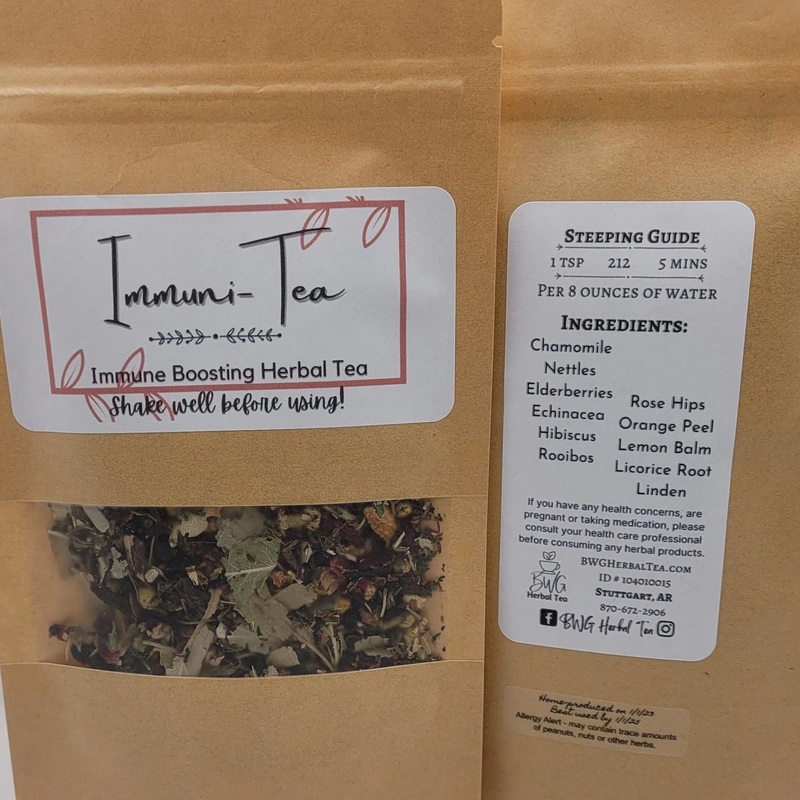 Immuni-Tea
Immune Boosting Herbal Tea
Shake well before using!
Steeping Guide
1 tsp 212 5 mins
Per 8 ounces of water
Ingredients:
Chamomile
Nettles
Elderberries
Echinacea
Hibiscus
Rooibos
Rose Hips
Orange Peel
Lemon Balm
Licorice Root
Linden
If you have any health concerns, are
pregnant or taking medication, please
consult your health care professional
before consuming any herbal products.
BWG
Herbal Tea
BWGHerbalTea.com
ID # 104010015
Stuttgart, AR
870-672-2906
f BWG Herbal Tea
Home-produced on 1/1/23
Best used by 1/1/25
Allergy Alert - may contain trace amounts
of peanuts, nuts or other herbs.